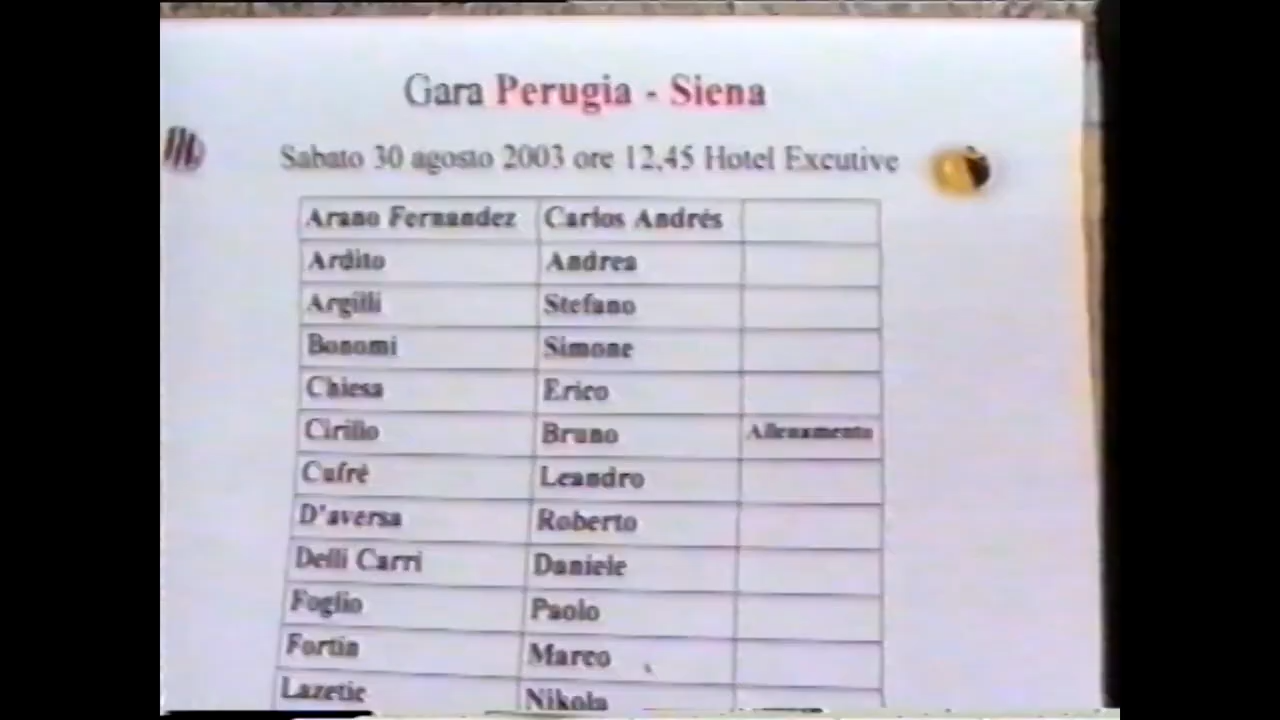 Gara Perugia - Siena
Sabato 30 agosto 2003 ore 12,45 Hotel Excutive
Arano Fernandez Carlos Andrés
Ardito Andrea
Argilli Stefano
Bonomi Simone
Chiesa Erico
Cirillo Bruno Allenamento
Cufrè Leandro
D'aversa Roberto
Delli Carri Daniele
Foglio Paolo
Fortin Marco
Lazetic Nikola